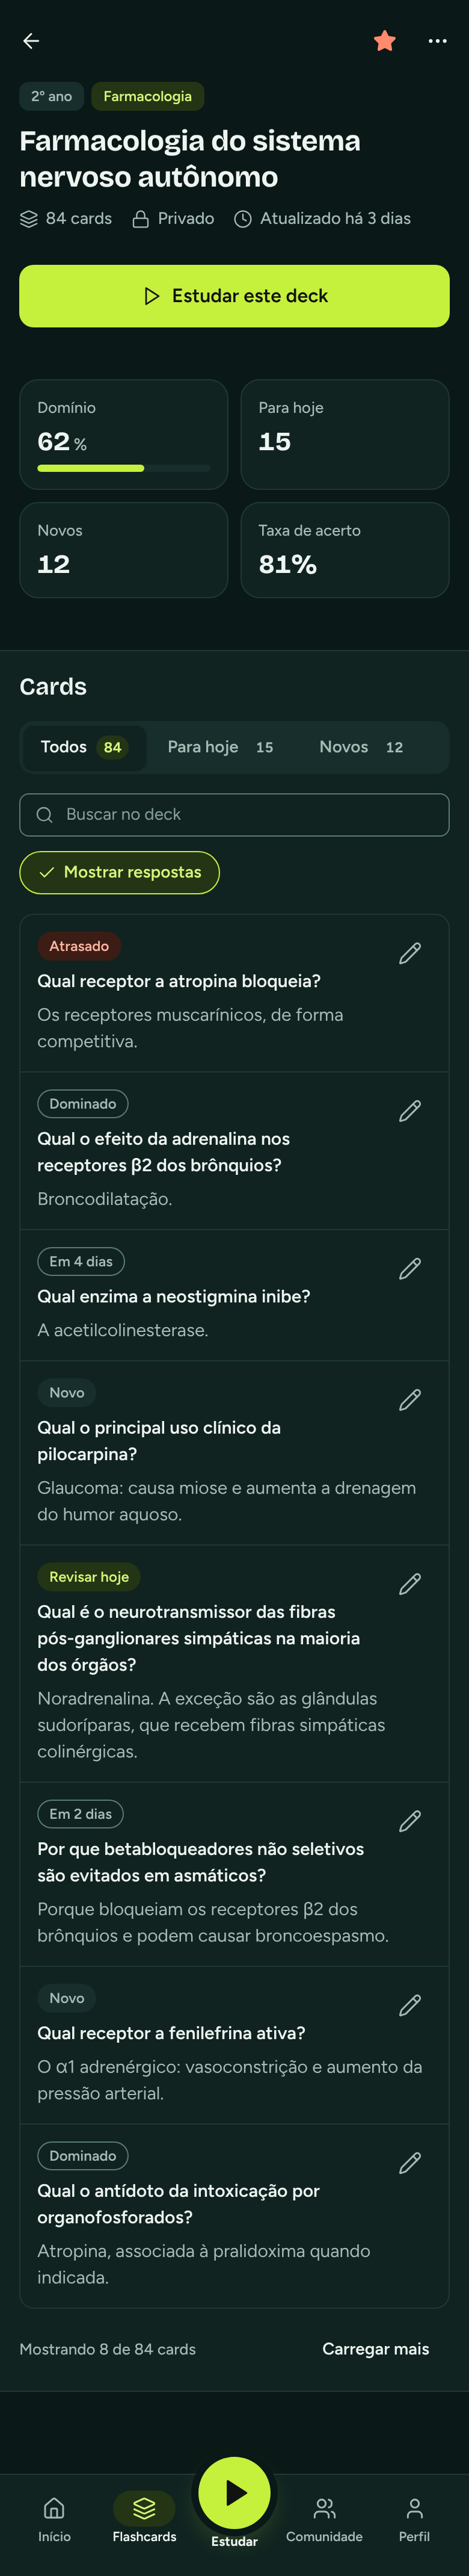 2º ano Farmacologia
Farmacologia do sistema
nervoso autônomo
84 cards Privado Atualizado há 3 dias
Estudar este deck
Domínio
62 %
Para hoje
15
Novos
12
Taxa de acerto
81%
Cards
Todos 84 Para hoje 15 Novos 12
Buscar no deck
Mostrar respostas
Atrasado
Qual receptor a atropina bloqueia?
Os receptores muscarínicos, de forma
competitiva.
Dominado
Qual o efeito da adrenalina nos
receptores β2 dos brônquios?
Broncodilatação.
Em 4 dias
Qual enzima a neostigmina inibe?
A acetilcolinesterase.
Novo
Qual o principal uso clínico da
pilocarpina?
Glaucoma: causa miose e aumenta a drenagem
do humor aquoso.
Revisar hoje
Qual é o neurotransmissor das fibras
pós-ganglionares simpáticas na maioria
dos órgãos?
Noradrenalina. A exceção são as glândulas
sudoríparas, que recebem fibras simpáticas
colinérgicas.
Em 2 dias
Por que betabloqueadores não seletivos
são evitados em asmáticos?
Porque bloqueiam os receptores β2 dos
brônquios e podem causar broncoespasmo.
Novo
Qual receptor a fenilefrina ativa?
O α1 adrenérgico: vasoconstrição e aumento da
pressão arterial.
Dominado
Qual o antídoto da intoxicação por
organofosforados?
Atropina, associada à pralidoxima quando
indicada.
Mostrando 8 de 84 cards Carregar mais
Início Flashcards Estudar Comunidade Perfil